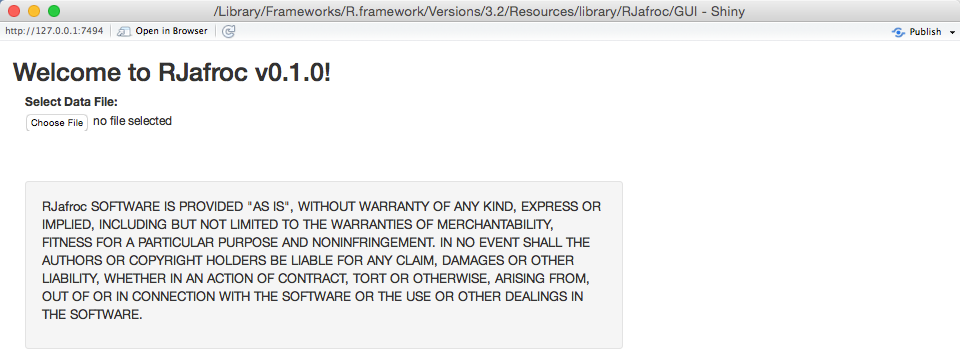 /Library/Frameworks/R.framework/Versions/3.2/Resources/library/RJafroc/GUI - Shiny
http://127.0.0.1:7494 Open in Browser Publish
Welcome to RJafroc v0.1.0!
Select Data File:
Choose File no file selected
RJafroc SOFTWARE IS PROVIDED "AS IS", WITHOUT WARRANTY OF ANY KIND, EXPRESS OR
IMPLIED, INCLUDING BUT NOT LIMITED TO THE WARRANTIES OF MERCHANTABILITY,
FITNESS FOR A PARTICULAR PURPOSE AND NONINFRINGEMENT. IN NO EVENT SHALL THE
AUTHORS OR COPYRIGHT HOLDERS BE LIABLE FOR ANY CLAIM, DAMAGES OR OTHER
LIABILITY, WHETHER IN AN ACTION OF CONTRACT, TORT OR OTHERWISE, ARISING FROM,
OUT OF OR IN CONNECTION WITH THE SOFTWARE OR THE USE OR OTHER DEALINGS IN
THE SOFTWARE.